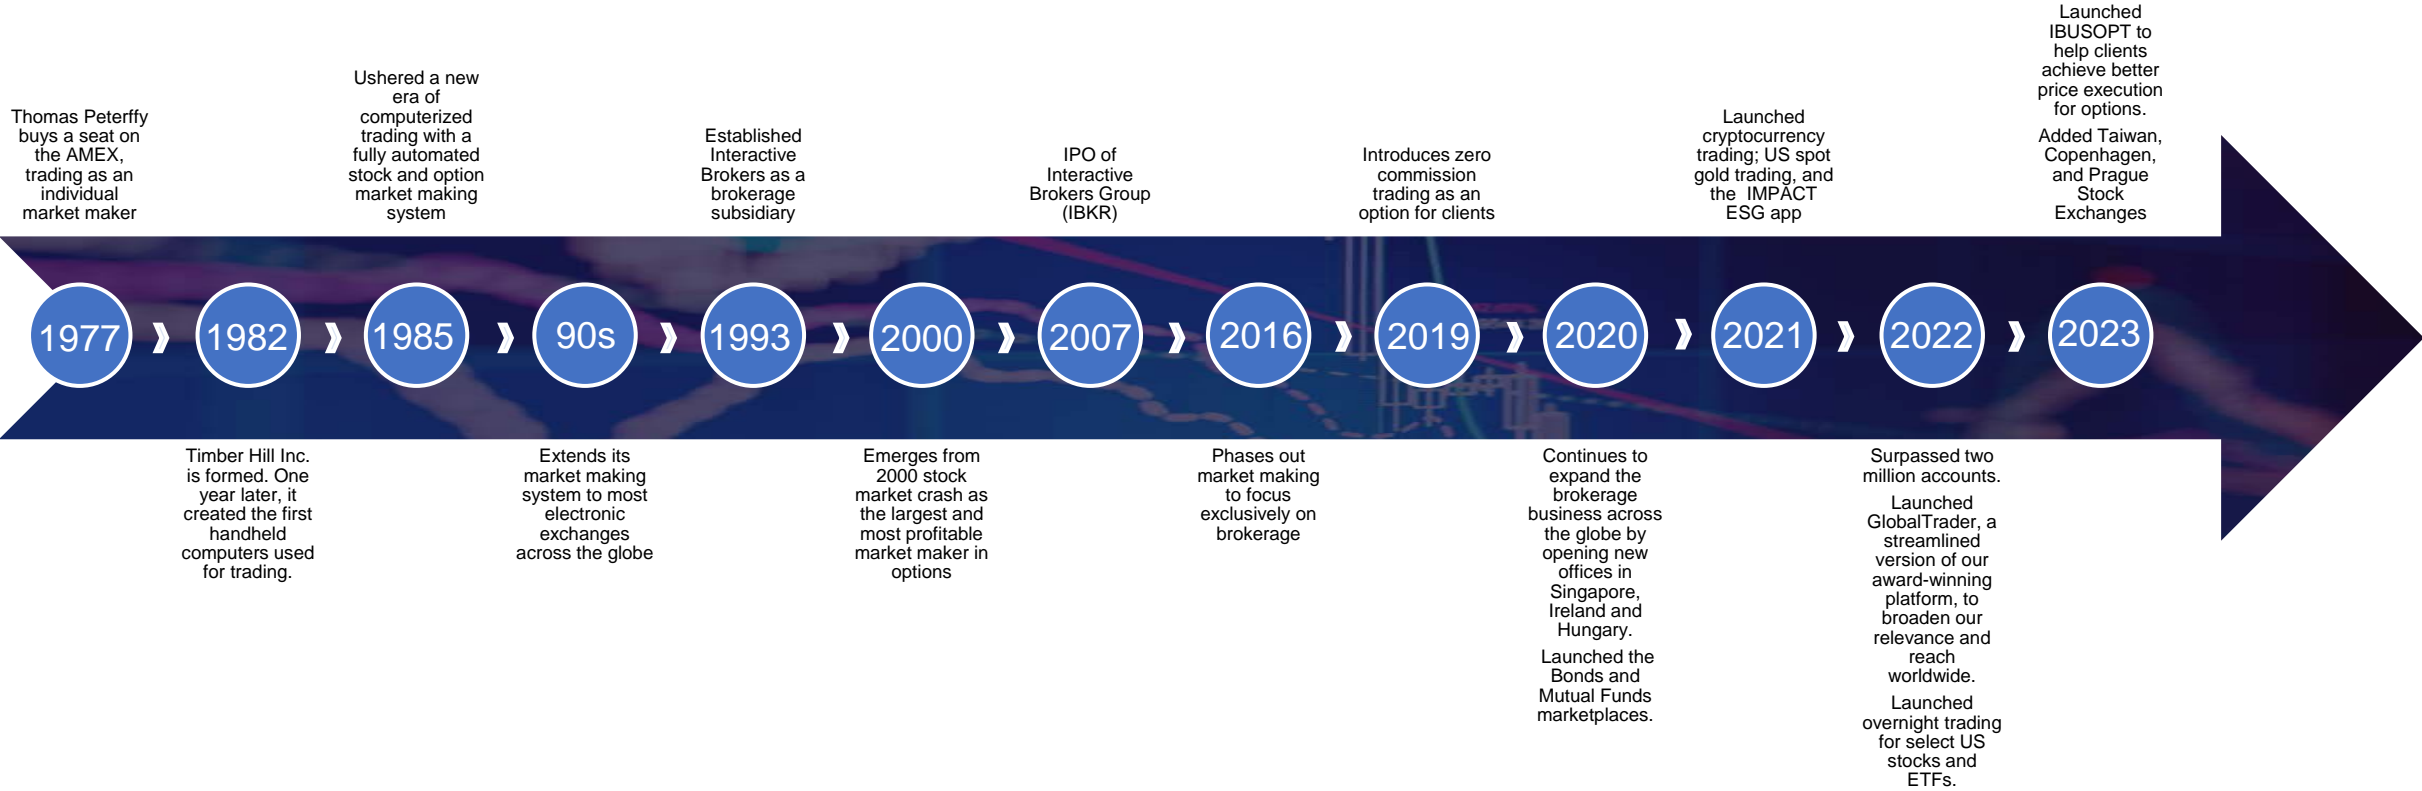 Thomas Peterffy
buys a seat on
the AMEX,
trading as an
individual
market maker
Ushered a new
era of
computerized
trading with a
fully automated
stock and option
market making
system
Established
Interactive
Brokers as a
brokerage
subsidiary
IPO of
Interactive
Brokers Group
(IBKR)
Introduces zero
commission
trading as an
option for clients
Launched
cryptocurrency
trading; US spot
gold trading, and
the IMPACT
ESG app
Launched
IBUSOPT to
help clients
achieve better
price execution
for options.
Added Taiwan,
Copenhagen,
and Prague
Stock
Exchanges
1977
1982
1985
90s
1993
2000
2007
2016
2019
2020
2021
2022
2023
Timber Hill Inc.
is formed. One
year later, it
created the first
handheld
computers used
for trading.
Extends its
market making
system to most
electronic
exchanges
across the globe
Emerges from
2000 stock
market crash as
the largest and
most profitable
market maker in
options
Phases out
market making
to focus
exclusively on
brokerage
Continues to
expand the
brokerage
business across
the globe by
opening new
offices in
Singapore,
Ireland and
Hungary.
Launched the
Bonds and
Mutual Funds
marketplaces.
Surpassed two
million accounts.
Launched
GlobalTrader, a
streamlined
version of our
award-winning
platform, to
broaden our
relevance and
reach
worldwide.
Launched
overnight trading
for select US
stocks and
ETFs.